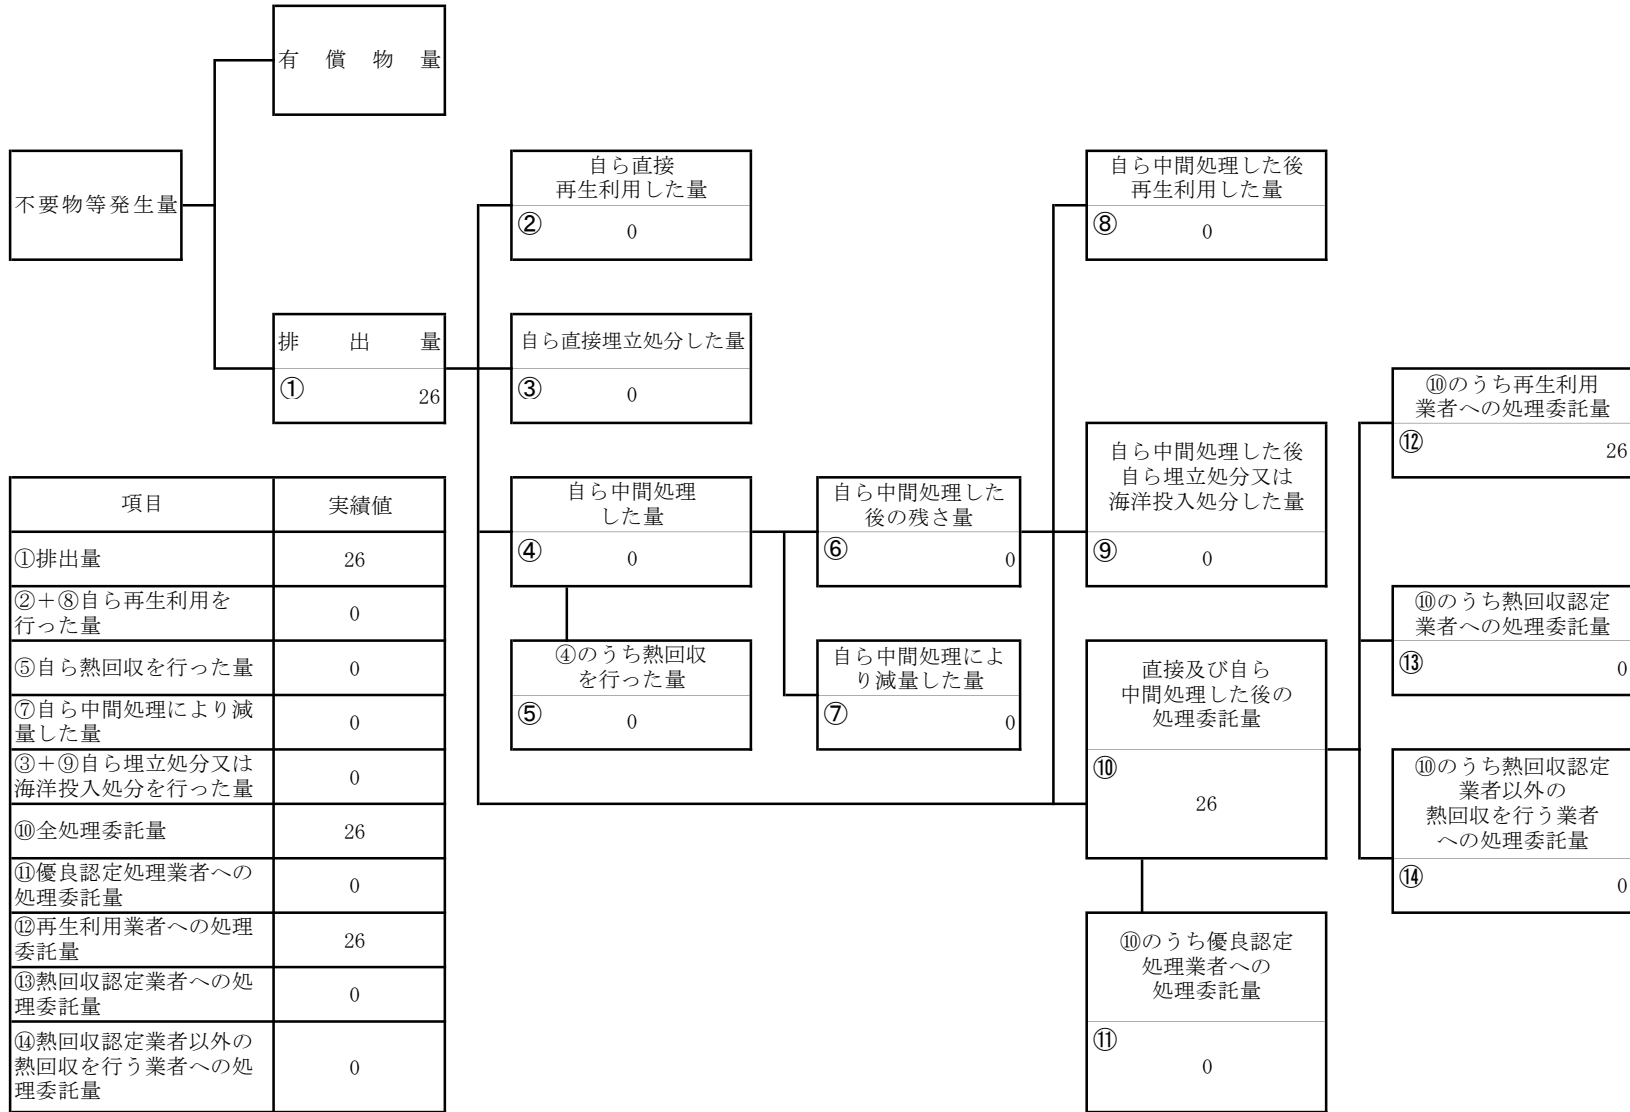 有償物量
不要物等発生量
排出量
①
26
自ら直接
再生利用した量
②
0
自ら直接埋立処分した量
③
0
自ら中間処理
した量
④
0
④のうち熱回収
を行った量
⑤
0
自ら中間処理した
後の残さ量
⑥
0
自ら中間処理によ
り減量した量
⑦
0
自ら中間処理した後
再生利用した量
⑧
0
自ら中間処理した後
自ら埋立処分又は
海洋投入処分した量
⑨
0
直接及び自ら
中間処理した後の
処理委託量
⑩
26
⑩のうち優良認定
処理業者への
処理委託量
⑪
0
⑩のうち再生利用
業者への処理委託量
⑫
26
⑩のうち熱回収認定
業者への処理委託量
⑬
0
⑩のうち熱回収認定
業者以外の
熱回収を行う業者
への処理委託量
⑭
0
項目 実績値
①排出量 26
②+⑧自ら再生利用を
行った量 0
⑤自ら熱回収を行った量 0
⑦自ら中間処理により減
量した量 0
③+⑨自ら埋立処分又は
海洋投入処分を行った量 0
⑩全処理委託量 26
⑪優良認定処理業者への
処理委託量 0
⑫再生利用業者への処理
委託量 26
⑬熱回収認定業者への処
理委託量 0
⑭熱回収認定業者以外の
熱回収を行う業者への処
理委託量 0